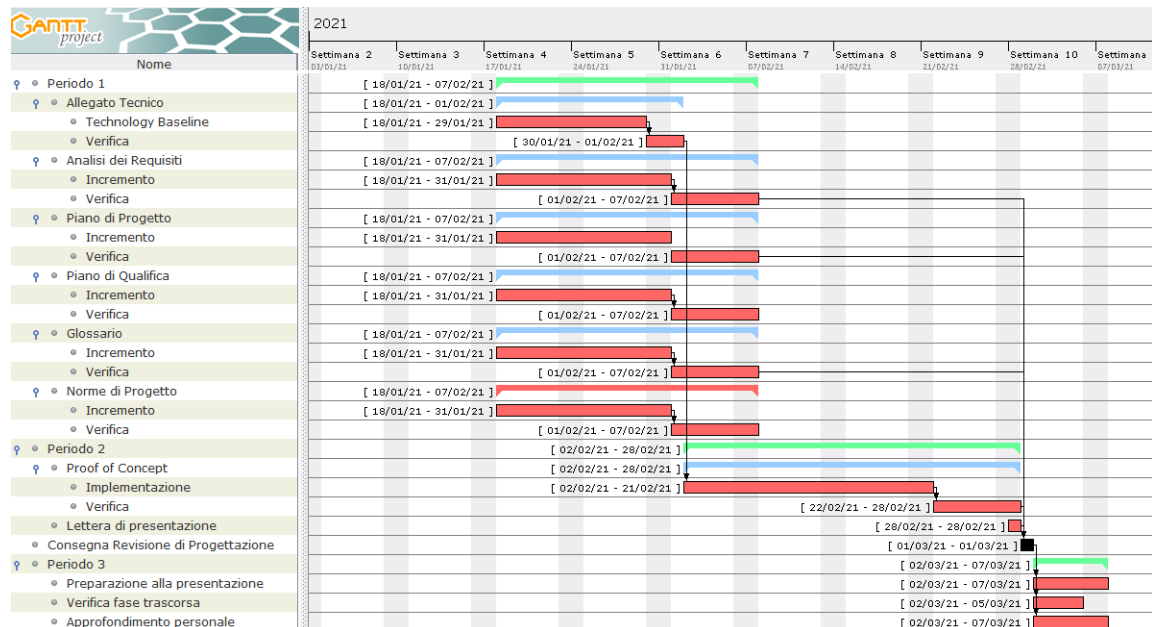 GANTT
project
2021
Settimana 2 Settimana 3 Settimana 4 Settimana 5 Settimana 6 Settimana 7 Settimana 8 Settimana 9 Settimana 10 Settimana
03/01/21 10/01/21 17/01/21 24/01/21 31/01/21 07/02/21 14/02/21 21/02/21 28/02/21 07/03/21
Nome
Periodo 1 [ 18/01/21 - 07/02/21 ]
Allegato Tecnico [ 18/01/21 - 01/02/21 ]
Technology Baseline [ 18/01/21 - 29/01/21 ]
Verifica [ 30/01/21 - 01/02/21 ]
Analisi dei Requisiti [ 18/01/21 - 07/02/21 ]
Incremento [ 18/01/21 - 31/01/21 ]
Verifica [ 01/02/21 - 07/02/21 ]
Piano di Progetto [ 18/01/21 - 07/02/21 ]
Incremento [ 18/01/21 - 31/01/21 ]
Verifica [ 01/02/21 - 07/02/21 ]
Piano di Qualifica [ 18/01/21 - 07/02/21 ]
Incremento [ 18/01/21 - 31/01/21 ]
Verifica [ 01/02/21 - 07/02/21 ]
Glossario [ 18/01/21 - 07/02/21 ]
Incremento [ 18/01/21 - 31/01/21 ]
Verifica [ 01/02/21 - 07/02/21 ]
Norme di Progetto [ 18/01/21 - 07/02/21 ]
Incremento [ 18/01/21 - 31/01/21 ]
Verifica [ 01/02/21 - 07/02/21 ]
Periodo 2 [ 02/02/21 - 28/02/21 ]
Proof of Concept [ 02/02/21 - 28/02/21 ]
Implementazione [ 02/02/21 - 21/02/21 ]
Verifica [ 22/02/21 - 28/02/21 ]
Lettera di presentazione [ 28/02/21 - 28/02/21 ]
Consegna Revisione di Progettazione [ 01/03/21 - 01/03/21 ]
Periodo 3 [ 02/03/21 - 07/03/21 ]
Preparazione alla presentazione [ 02/03/21 - 07/03/21 ]
Verifica fase trascorsa [ 02/03/21 - 05/03/21 ]
Approfondimento personale [ 02/03/21 - 07/03/21 ]